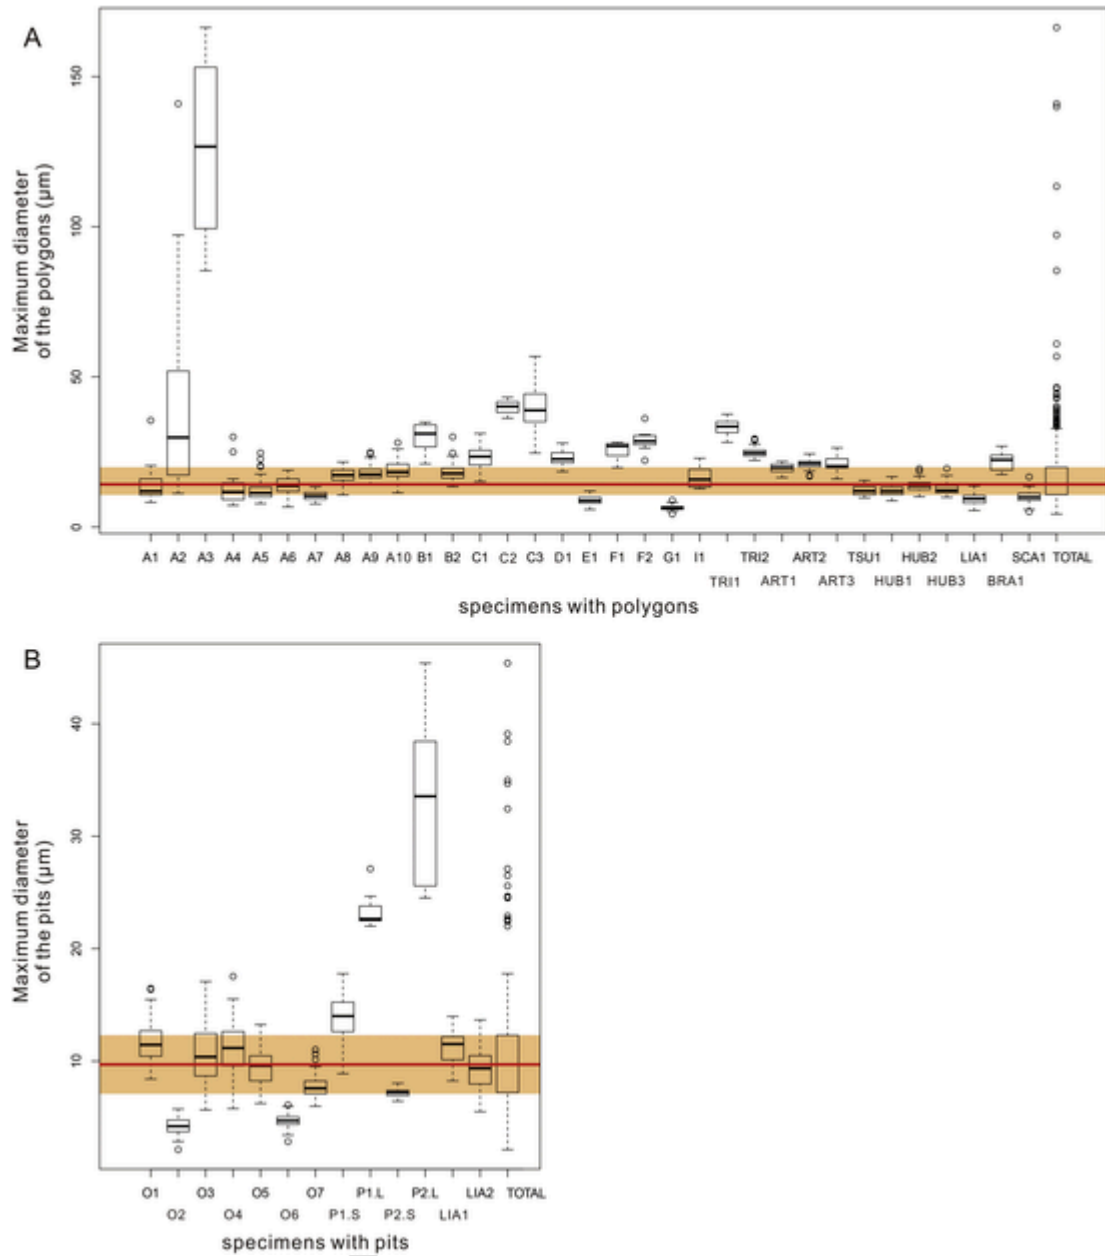 A
Maximum diameter
of the polygons (µm)
150
100
50
0
A1 A2 A3 A4 A5 A6 A7 A8 A9 A10 B1 B2 C1 C2 C3 D1 E1 F1 F2 G1 I1 TRI2 ART2 TSU1 HUB2 LIA1 SCA1 TOTAL
TRI1 ART1 ART3 HUB1 HUB3 BRA1
specimens with polygons
B
Maximum diameter
of the pits (µm)
40
30
20
10
O1 O3 O5 O7 P1.L P2.L LIA2 TOTAL
O2 O4 O6 P1.S P2.S LIA1
specimens with pits